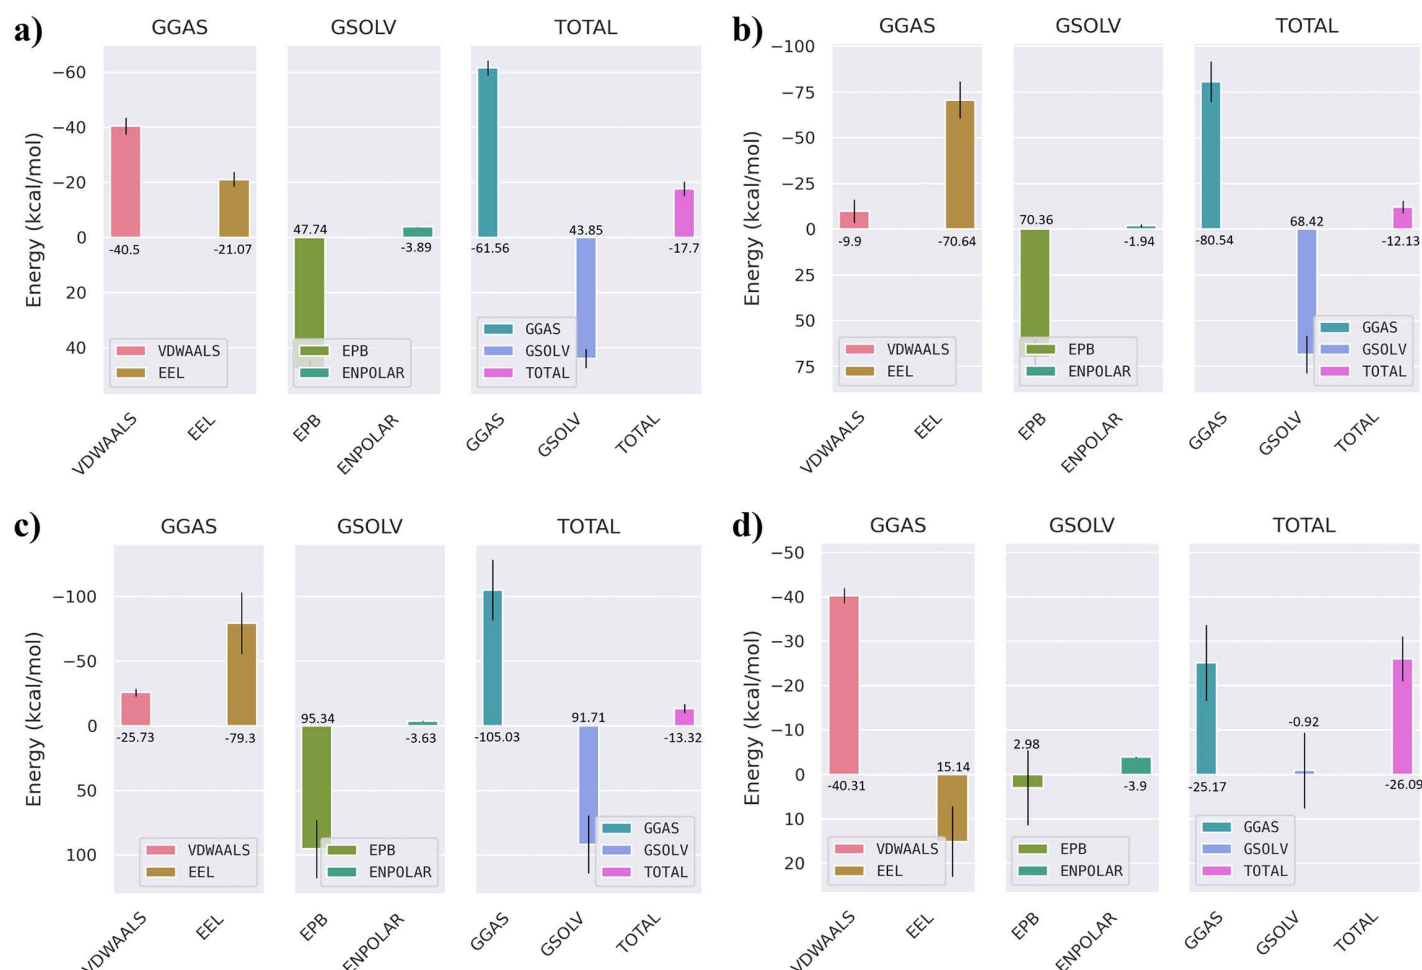 a)
GGAS
GSOLV
TOTAL
Energy (kcal/mol)
−60
−40
−20
0
20
40
-40.5
-21.07
47.74
-3.89
-61.56
43.85
-17.7
VDWAALS
EEL
EPB
ENPOLAR
GGAS
GSOLV
TOTAL
VDWAALS
EEL
EPB
ENPOLAR
GGAS
GSOLV
TOTAL
b)
GGAS
GSOLV
TOTAL
Energy (kcal/mol)
−100
−75
−50
−25
0
25
50
75
-9.9
-70.64
70.36
-1.94
-80.54
68.42
-12.13
VDWAALS
EEL
EPB
ENPOLAR
GGAS
GSOLV
TOTAL
VDWAALS
EEL
EPB
ENPOLAR
GGAS
GSOLV
TOTAL
c)
GGAS
GSOLV
TOTAL
Energy (kcal/mol)
−100
−50
0
50
100
-25.73
-79.3
95.34
-3.63
-105.03
91.71
-13.32
VDWAALS
EEL
EPB
ENPOLAR
GGAS
GSOLV
TOTAL
VDWAALS
EEL
EPB
ENPOLAR
GGAS
GSOLV
TOTAL
d)
GGAS
GSOLV
TOTAL
Energy (kcal/mol)
−50
−40
−30
−20
−10
0
10
20
-40.31
15.14
2.98
-3.9
-25.17
-0.92
-26.09
VDWAALS
EEL
EPB
ENPOLAR
GGAS
GSOLV
TOTAL
VDWAALS
EEL
EPB
ENPOLAR
GGAS
GSOLV
TOTAL